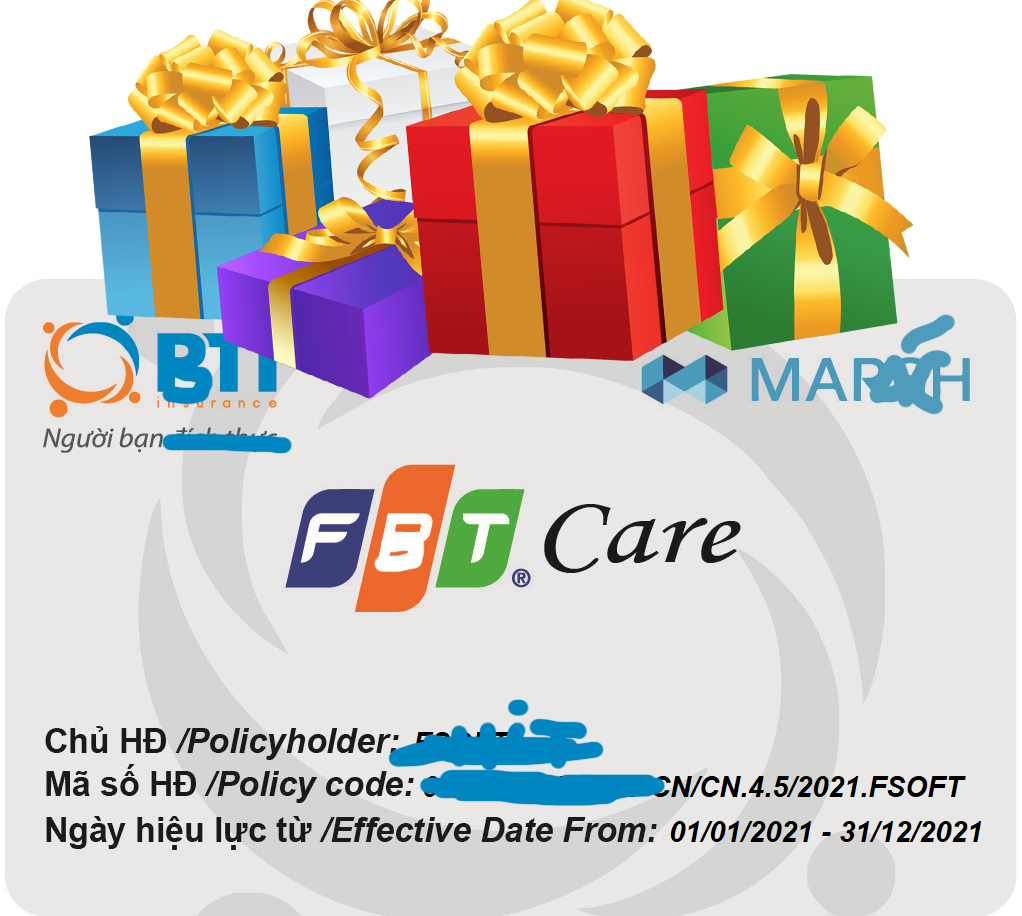 BTI
insurance
Người bạn
MARSH
FBT® Care
Chủ HĐ /Policyholder:
Mã số HĐ /Policy code: CN/CN.4.5/2021.FSOFT
Ngày hiệu lực từ /Effective Date From: 01/01/2021 - 31/12/2021